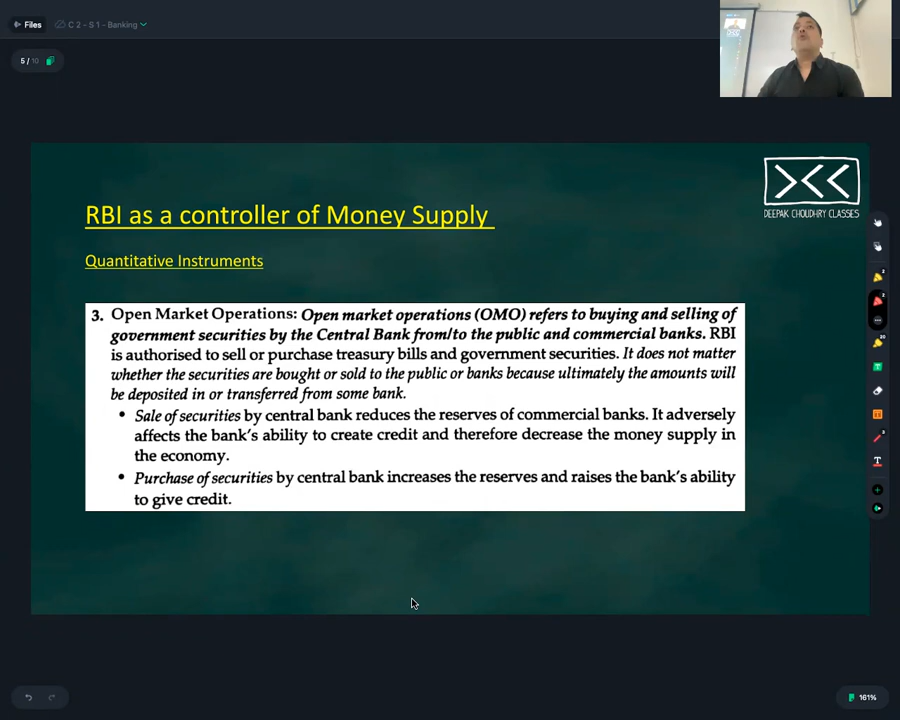 Files
C 2 - S 1 - Banking
5 / 10
DEEPAK CHOUDHRY CLASSES
RBI as a controller of Money Supply
Quantitative Instruments
3. Open Market Operations: Open market operations (OMO) refers to buying and selling of
government securities by the Central Bank from/to the public and commercial banks. RBI
is authorised to sell or purchase treasury bills and government securities. It does not matter
whether the securities are bought or sold to the public or banks because ultimately the amounts will
be deposited in or transferred from some bank.
• Sale of securities by central bank reduces the reserves of commercial banks. It adversely
affects the bank's ability to create credit and therefore decrease the money supply in
the economy.
• Purchase of securities by central bank increases the reserves and raises the bank's ability
to give credit.
161%